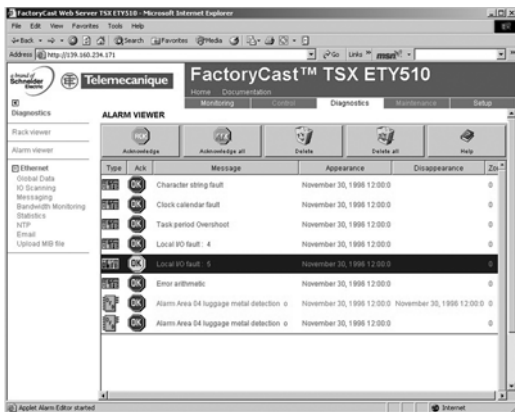 FactoryCast Web Server TSX ETY510 - Microsoft Internet Explorer
File Edit View Favorites Tools Help
Back Search Favorites Media
Address http://139.160.234.171 Go Links msn
a brand of Schneider Electric Telemecanique FactoryCast™ TSX ETY510
Home Documentation
Monitoring Control Diagnostics Maintenance Setup
Diagnostics
Rack viewer
Alarm viewer
Ethernet
Global Data
IO Scanning
Messaging
Bandwidth Monitoring
Statistics
NTP
Email
Upload MIB file
ALARM VIEWER
Acknowledge Acknowledge all Delete Delete all Help
Type Ack Message Appearance Disappearance
OK Character string fault November 30, 1998 12:00:0 0
OK Clock calendar fault November 30, 1998 12:00:0 0
OK Task period Overshoot November 30, 1998 12:00:0 0
OK Local I/O fault : 4 November 30, 1998 12:00:0 0
OK Local I/O fault : 5 November 30, 1998 12:00:0 0
OK Error arithmetic November 30, 1998 12:00:0 0
OK Alarm Area 04 luggage metal detection o November 30, 1998 12:00:0 November 30, 1998 12:00:0 0
OK Alarm Area 04 luggage metal detection o November 30, 1998 12:00:0 0
Applet Alarm Editor started Internet